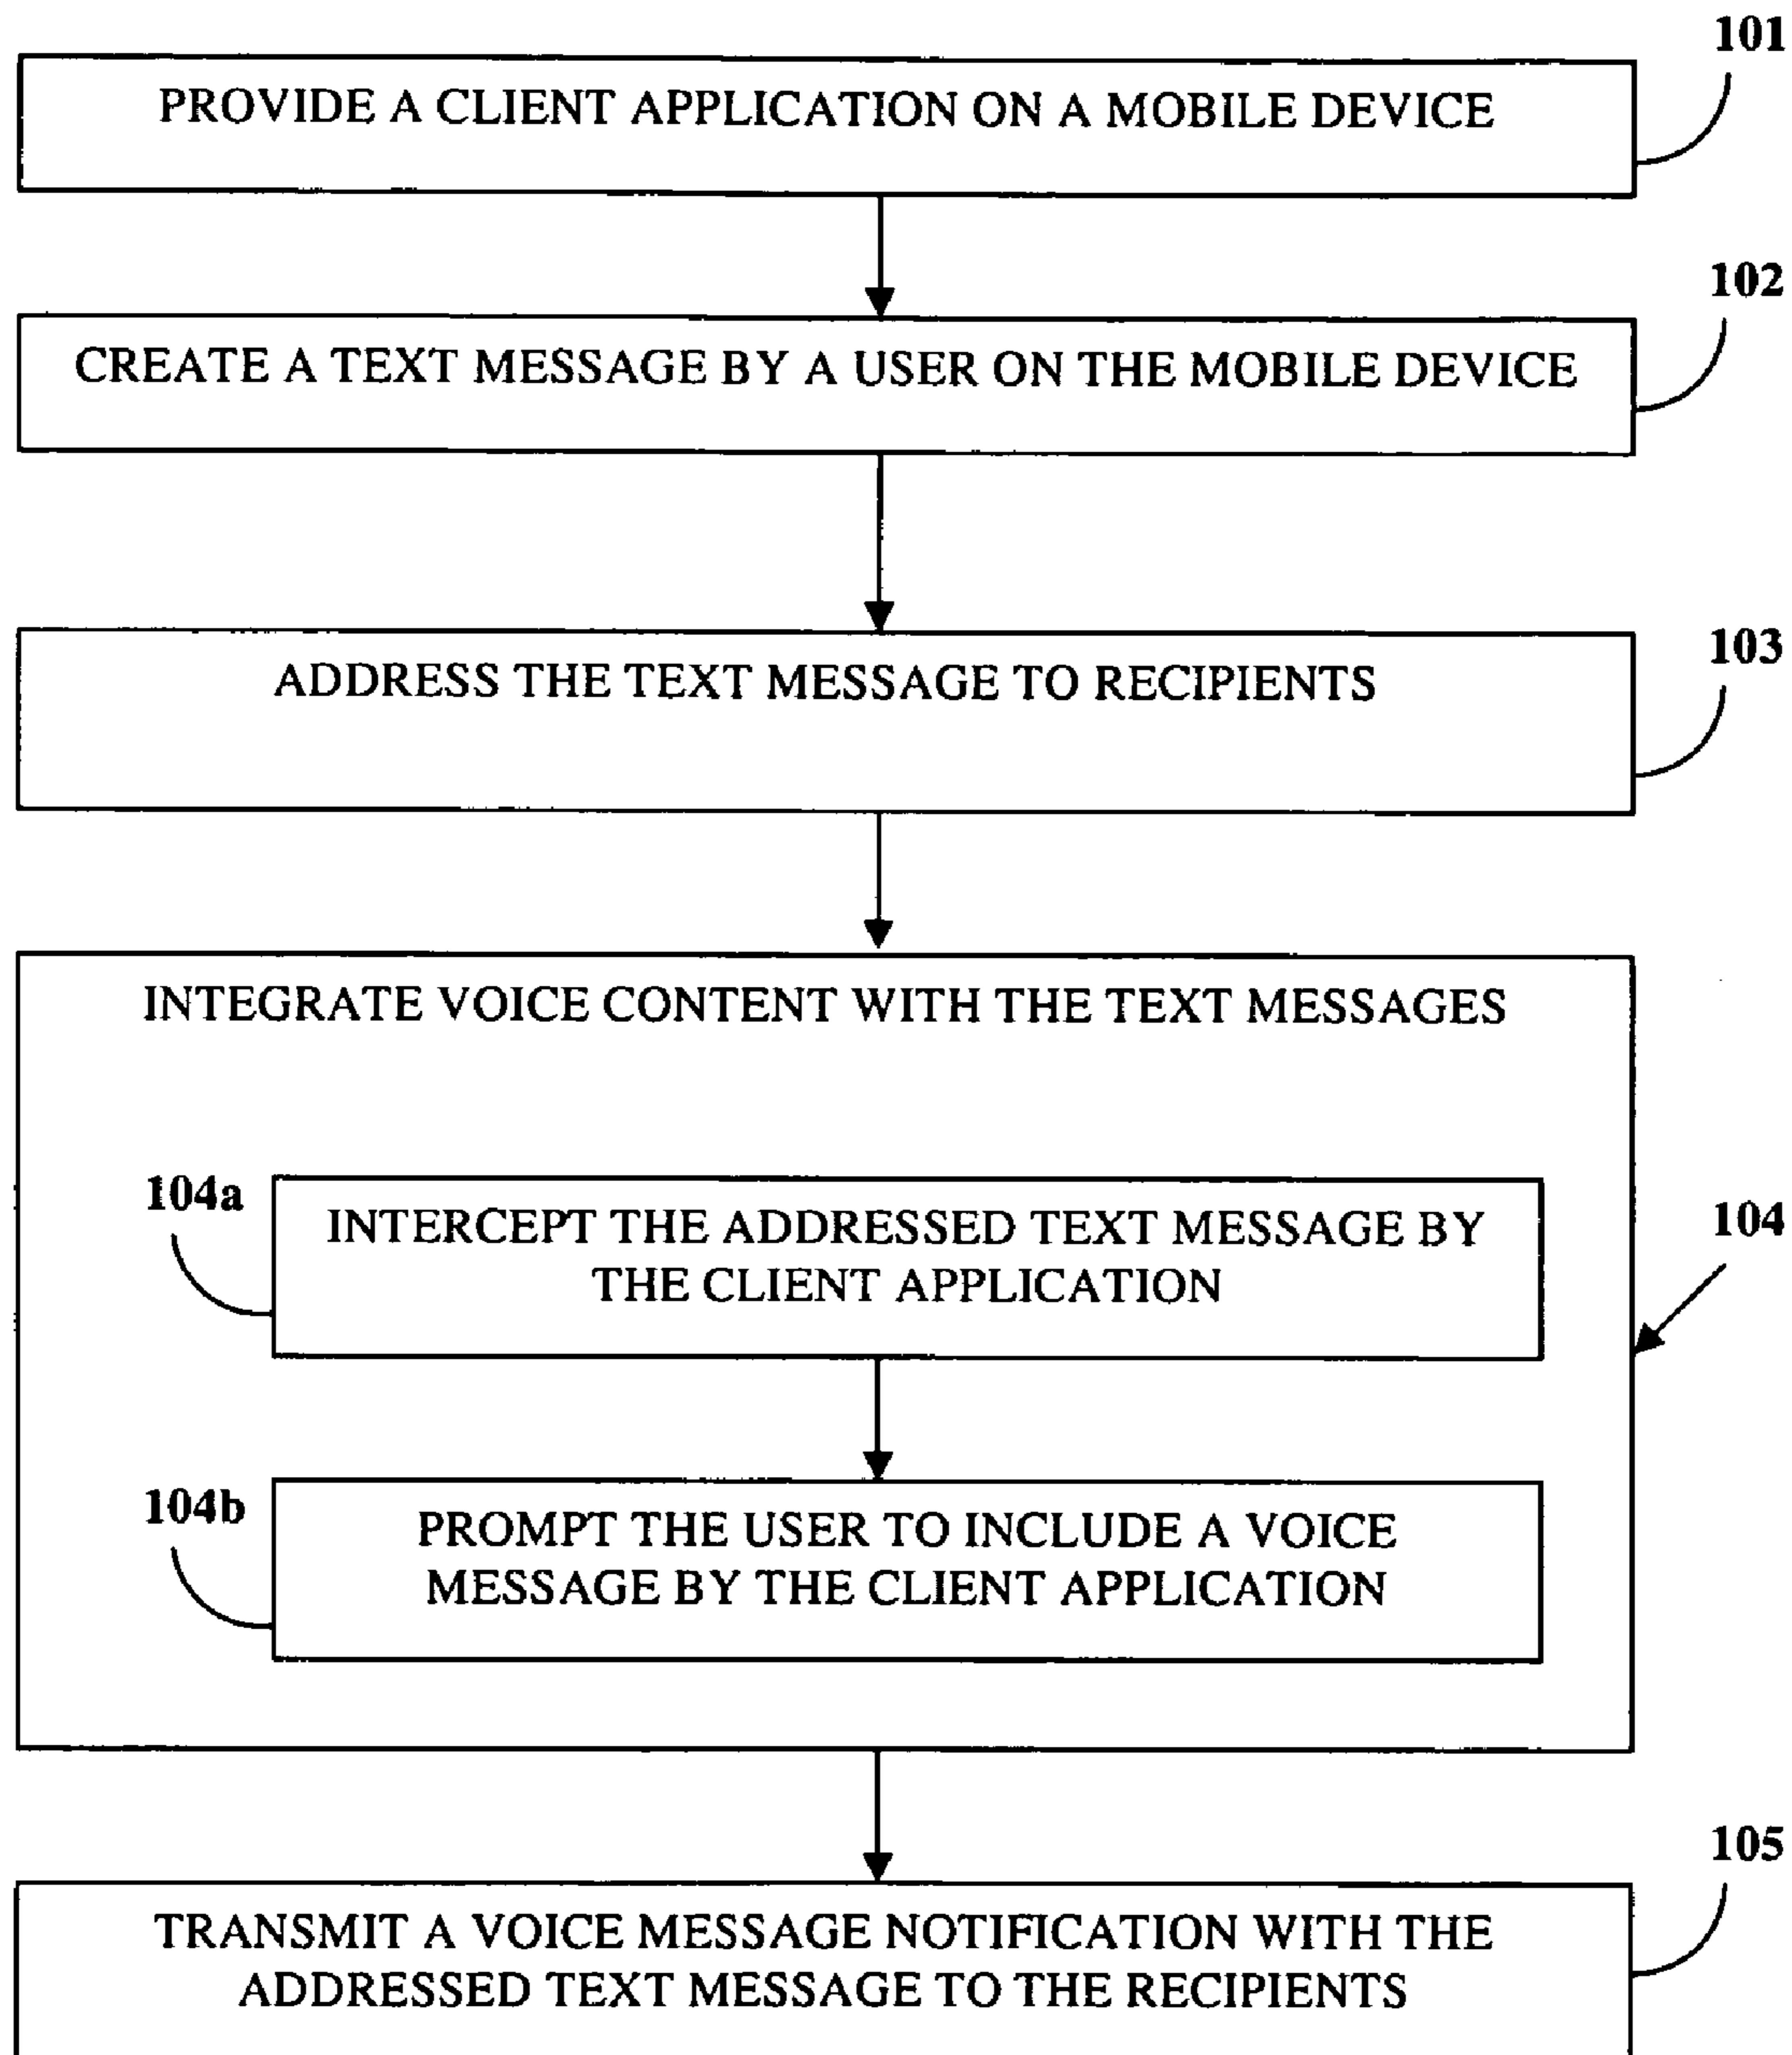 101
PROVIDE A CLIENT APPLICATION ON A MOBILE DEVICE
102
CREATE A TEXT MESSAGE BY A USER ON THE MOBILE DEVICE
103
ADDRESS THE TEXT MESSAGE TO RECIPIENTS
INTEGRATE VOICE CONTENT WITH THE TEXT MESSAGES
104a
INTERCEPT THE ADDRESSED TEXT MESSAGE BY
THE CLIENT APPLICATION
104
104b
PROMPT THE USER TO INCLUDE A VOICE
MESSAGE BY THE CLIENT APPLICATION
105
TRANSMIT A VOICE MESSAGE NOTIFICATION WITH THE
ADDRESSED TEXT MESSAGE TO THE RECIPIENTS